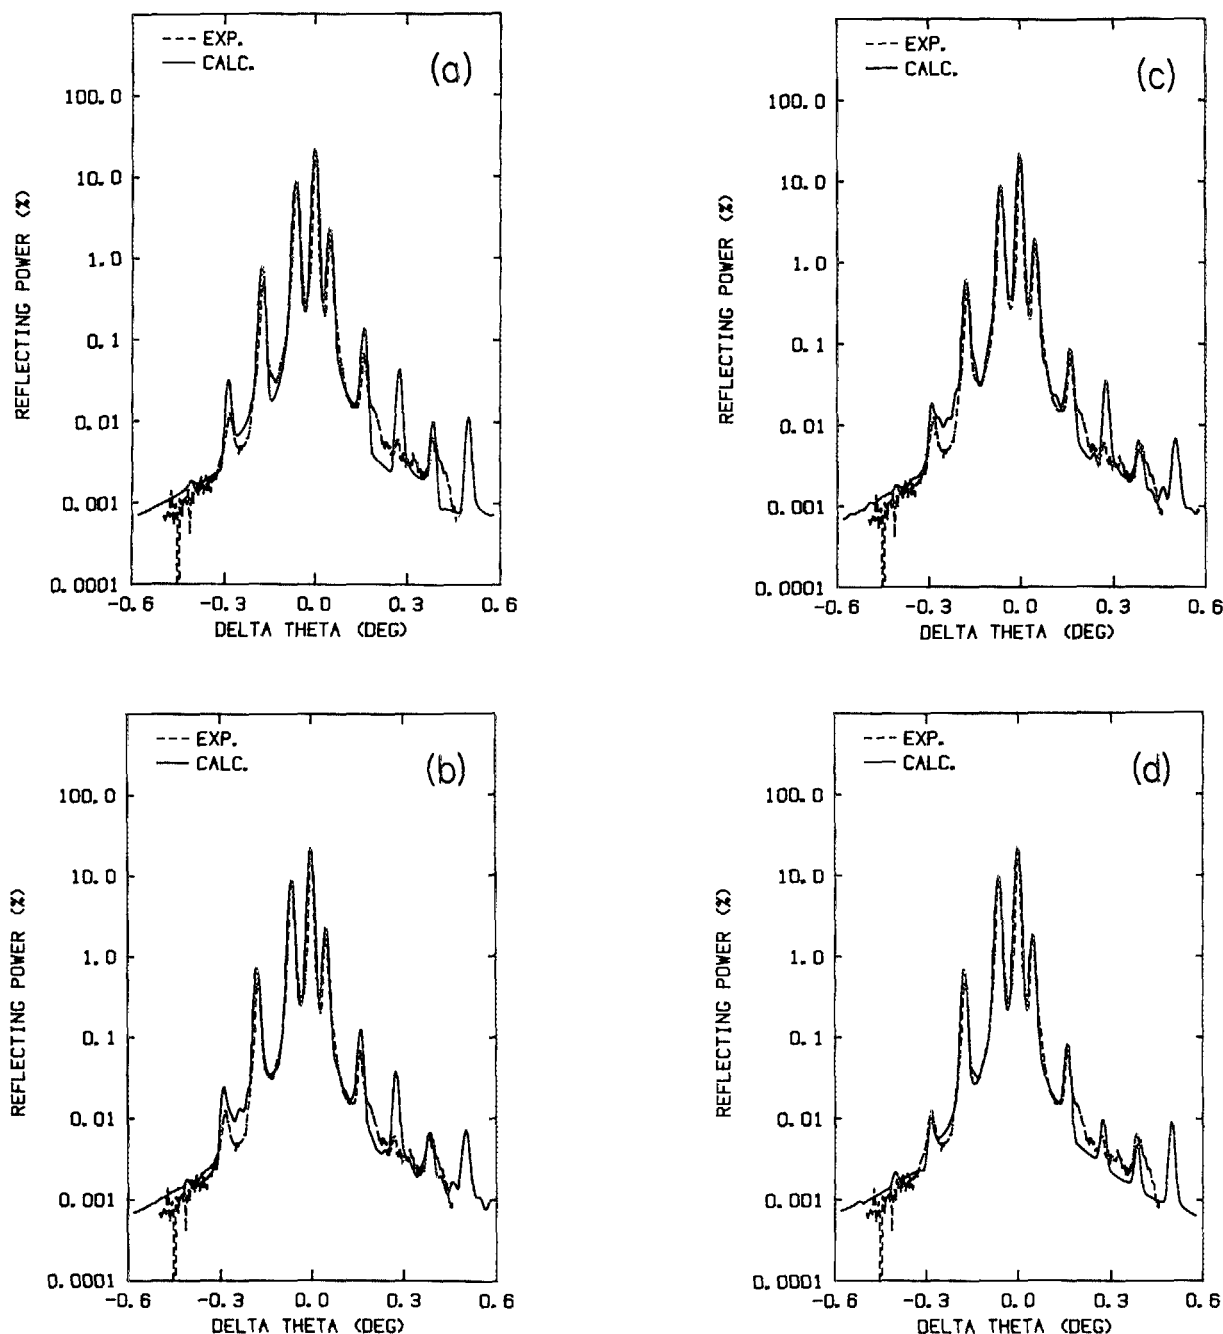 --- EXP.
— CALC.
(a)
100.0
10.0
1.0
0.1
0.01
0.001
0.0001
-0.6 -0.3 0.0 0.3 0.6
DELTA THETA (DEG)
REFLECTING POWER (%)
--- EXP.
— CALC.
(c)
100.0
10.0
1.0
0.1
0.01
0.001
0.0001
-0.6 -0.3 0.0 0.3 0.6
DELTA THETA (DEG)
REFLECTING POWER (%)
--- EXP.
— CALC.
(b)
100.0
10.0
1.0
0.1
0.01
0.001
0.0001
-0.6 -0.3 0.0 0.3 0.6
DELTA THETA (DEG)
REFLECTING POWER (%)
--- EXP.
— CALC.
(d)
100.0
10.0
1.0
0.1
0.01
0.001
0.0001
-0.6 -0.3 0.0 0.3 0.6
DELTA THETA (DEG)
REFLECTING POWER (%)